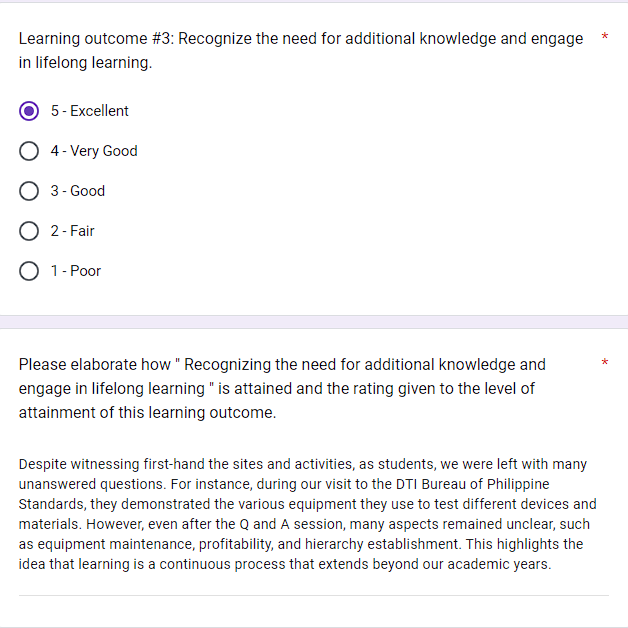 Learning outcome #3: Recognize the need for additional knowledge and engage *
in lifelong learning.
5 - Excellent
4 - Very Good
3 - Good
2 - Fair
1 - Poor
Please elaborate how " Recognizing the need for additional knowledge and *
engage in lifelong learning " is attained and the rating given to the level of
attainment of this learning outcome.
Despite witnessing first-hand the sites and activities, as students, we were left with many
unanswered questions. For instance, during our visit to the DTI Bureau of Philippine
Standards, they demonstrated the various equipment they use to test different devices and
materials. However, even after the Q and A session, many aspects remained unclear, such
as equipment maintenance, profitability, and hierarchy establishment. This highlights the
idea that learning is a continuous process that extends beyond our academic years.